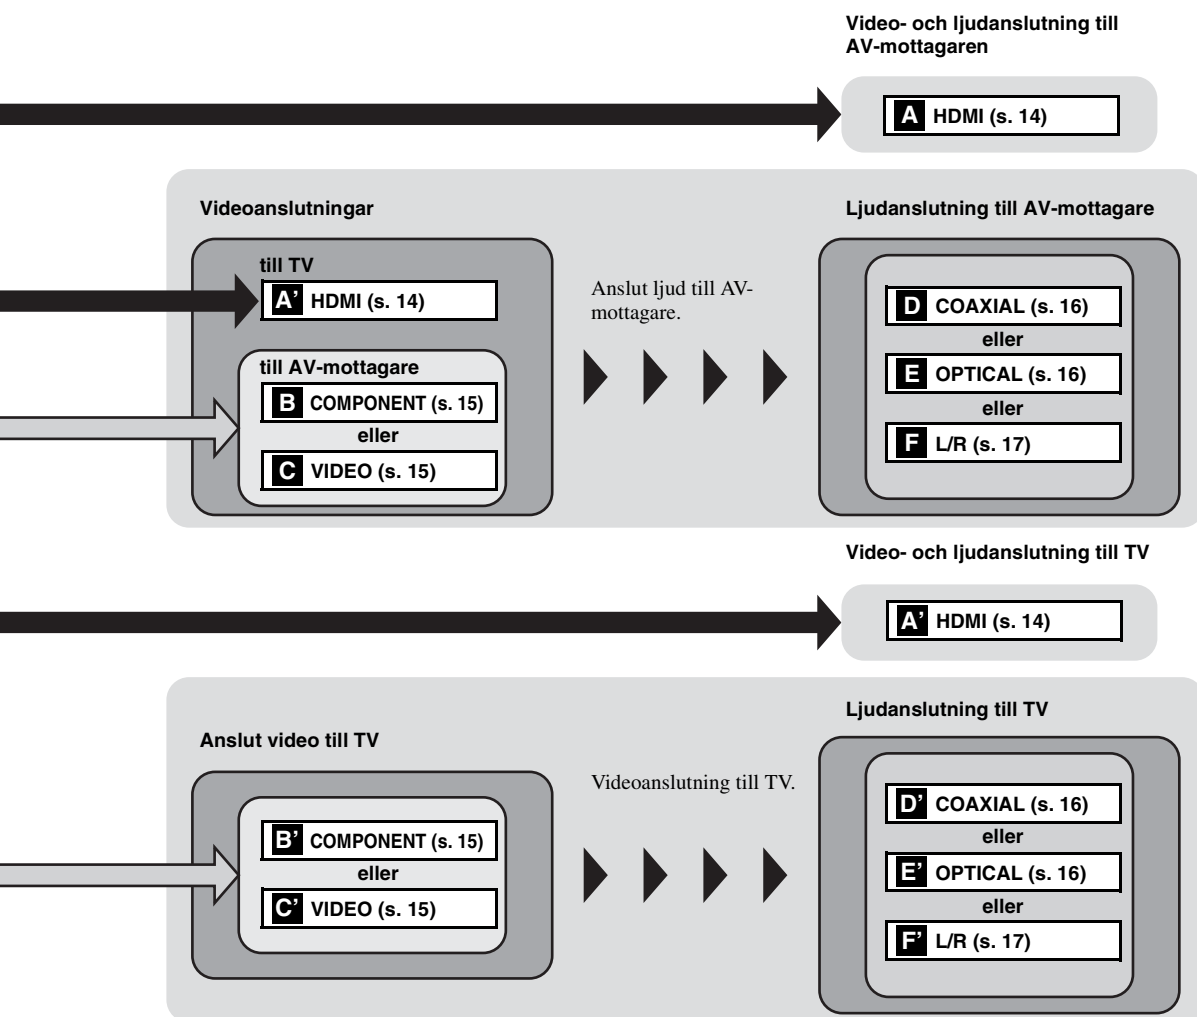 Video- och ljudanslutning till
AV-mottagaren
A HDMI (s. 14)
Videoanslutningar
till TV
A’ HDMI (s. 14)
till AV-mottagare
B COMPONENT (s. 15)
eller
C VIDEO (s. 15)
Anslut ljud till AV-
mottagare.
Ljudanslutning till AV-mottagare
D COAXIAL (s. 16)
eller
E OPTICAL (s. 16)
eller
F L/R (s. 17)
Video- och ljudanslutning till TV
A’ HDMI (s. 14)
Anslut video till TV
B’ COMPONENT (s. 15)
eller
C’ VIDEO (s. 15)
Videoanslutning till TV.
Ljudanslutning till TV
D’ COAXIAL (s. 16)
eller
E’ OPTICAL (s. 16)
eller
F’ L/R (s. 17)